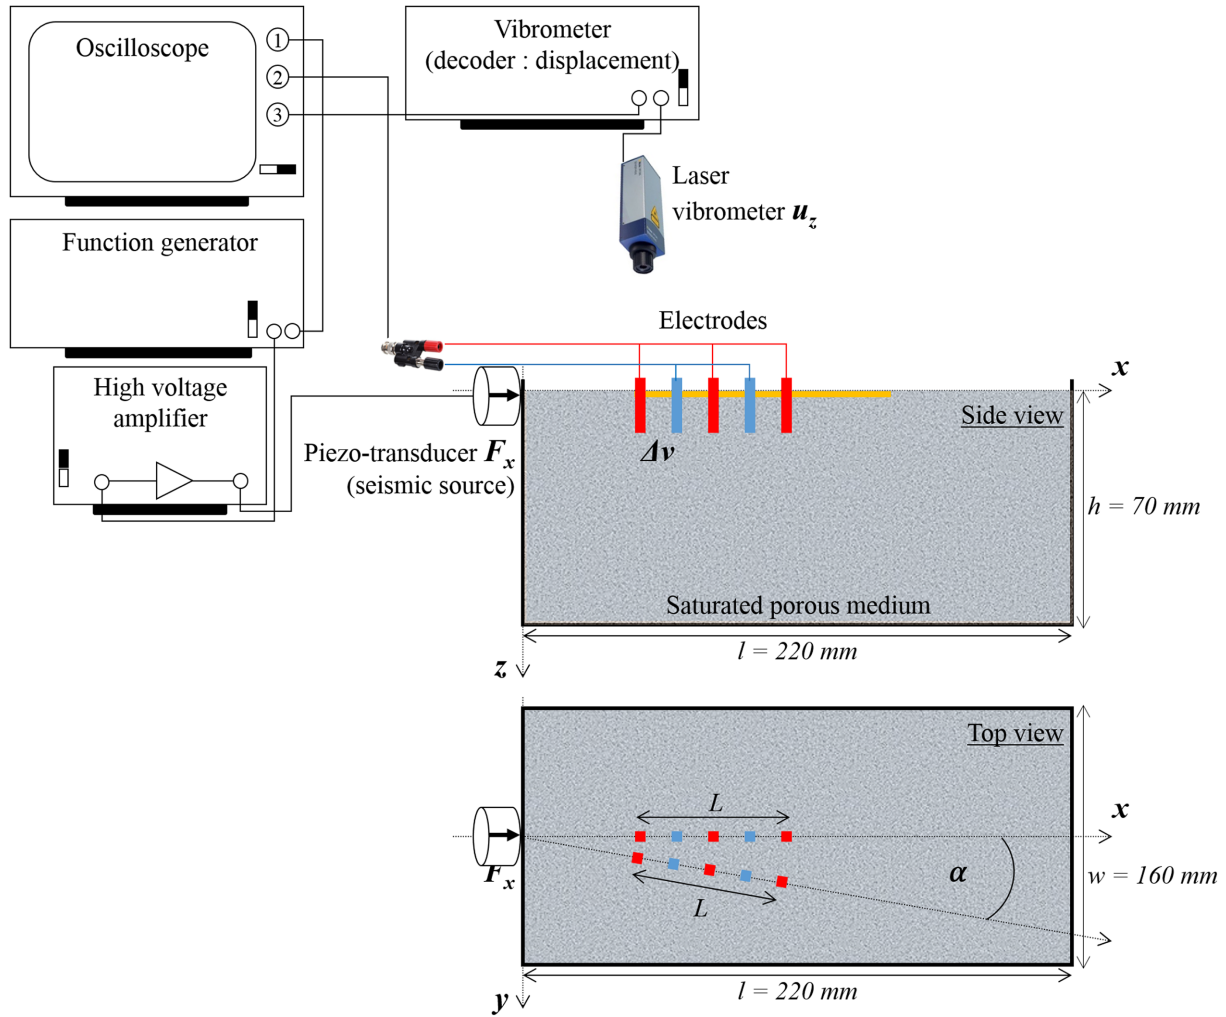 Oscilloscope
1
2
3
Vibrometer
(decoder : displacement)
Laser
vibrometer u_z
Function generator
High voltage
amplifier
Electrodes
x
Side view
Piezo-transducer F_x
(seismic source)
Δv
h = 70 mm
Saturated porous medium
l = 220 mm
z
Top view
L
x
F_x
α
w = 160 mm
L
l = 220 mm
y